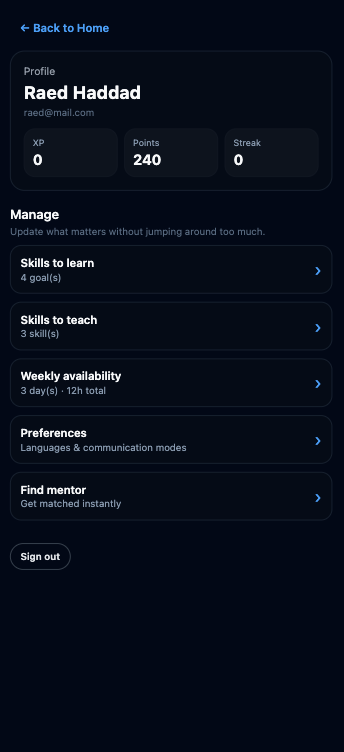 ← Back to Home
Profile
Raed Haddad
raed@mail.com
XP
0
Points
240
Streak
0
Manage
Update what matters without jumping around too much.
Skills to learn
4 goal(s)
Skills to teach
3 skill(s)
Weekly availability
3 day(s) · 12h total
Preferences
Languages & communication modes
Find mentor
Get matched instantly
Sign out